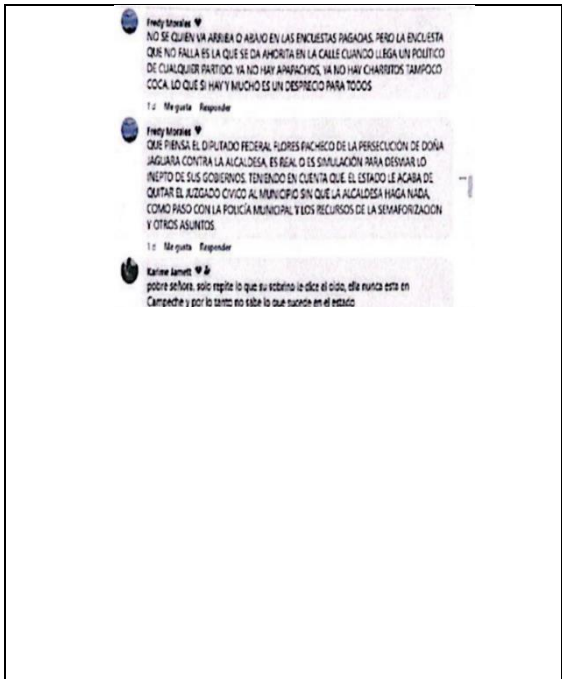 Fredy Morales
NO SE QUIEN VA ARRIBA O ABAJO EN LAS ENCUESTAS PAGADAS. PERO LA ENCUESTA
QUE NO FALLA ES LA QUE SE DA AHORITA EN LA CALLE CUANDO LLEGA UN POLÍTICO
DE CUALQUIER PARTIDO. YA NO HAY APAPACHOS, YA NO HAY CHARRITOS TAMPOCO
COCA. LO QUE SI HAY Y MUCHO ES UN DESPRECIO PARA TODOS
1 d Me gusta Responder
Fredy Morales
QUE PIENSA EL DIPUTADO FEDERAL FLORES PACHECO DE LA PERSECUCIÓN DE DOÑA
JAGUARA CONTRA LA ALCALDESA, ES REAL O ES SIMULACIÓN PARA DESVIAR LO
INEPTO DE SUS GOBIERNOS. TENIENDO EN CUENTA QUE. EL ESTADO LE ACABA DE
QUITAR EL JUZGADO CIVICO AL MUNICIPIO SIN QUE LA ALCALDESA HAGA NADA,
COMO PASO CON LA POLICÍA MUNICIPAL Y LOS RECURSOS DE LA SEMAFORIZACION
Y OTROS ASUNTOS.
1 d Me gusta Responder
Karime Jamett
pobre señora, solo repite lo que su sobrino le dice al oido, ella nunca esta en
Campeche y por lo tanto no sabe lo que sucede en el estado